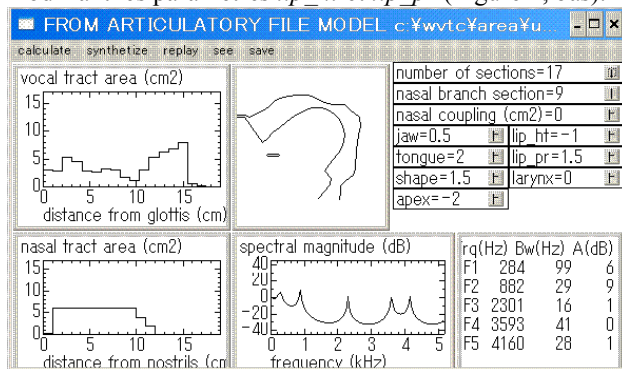 FROM ARTICULATORY FILE MODEL c:¥wvtc¥area¥u...
calculate synthetize replay see save
vocal tract area (cm2)
15
10
5
0
0 5 10 15
distance from glottis (cm)
number of sections=17
nasal branch section=9
nasal coupling (cm2)=0
jaw=0.5 lip_ht=-1
tongue=2 lip_pr=1.5
shape=1.5 larynx=0
apex=-2
nasal tract area (cm2)
15
10
5
0
0 5 10 15
distance from nostrils (cm
spectral magnitude (dB)
40
20
0
-20
-40
0 1 2 3 4 5
frequency (kHz)
rq(Hz) Bw(Hz) A(dB)
F1 284 99 6
F2 882 29 9
F3 2301 16 1
F4 3593 41 0
F5 4160 28 1